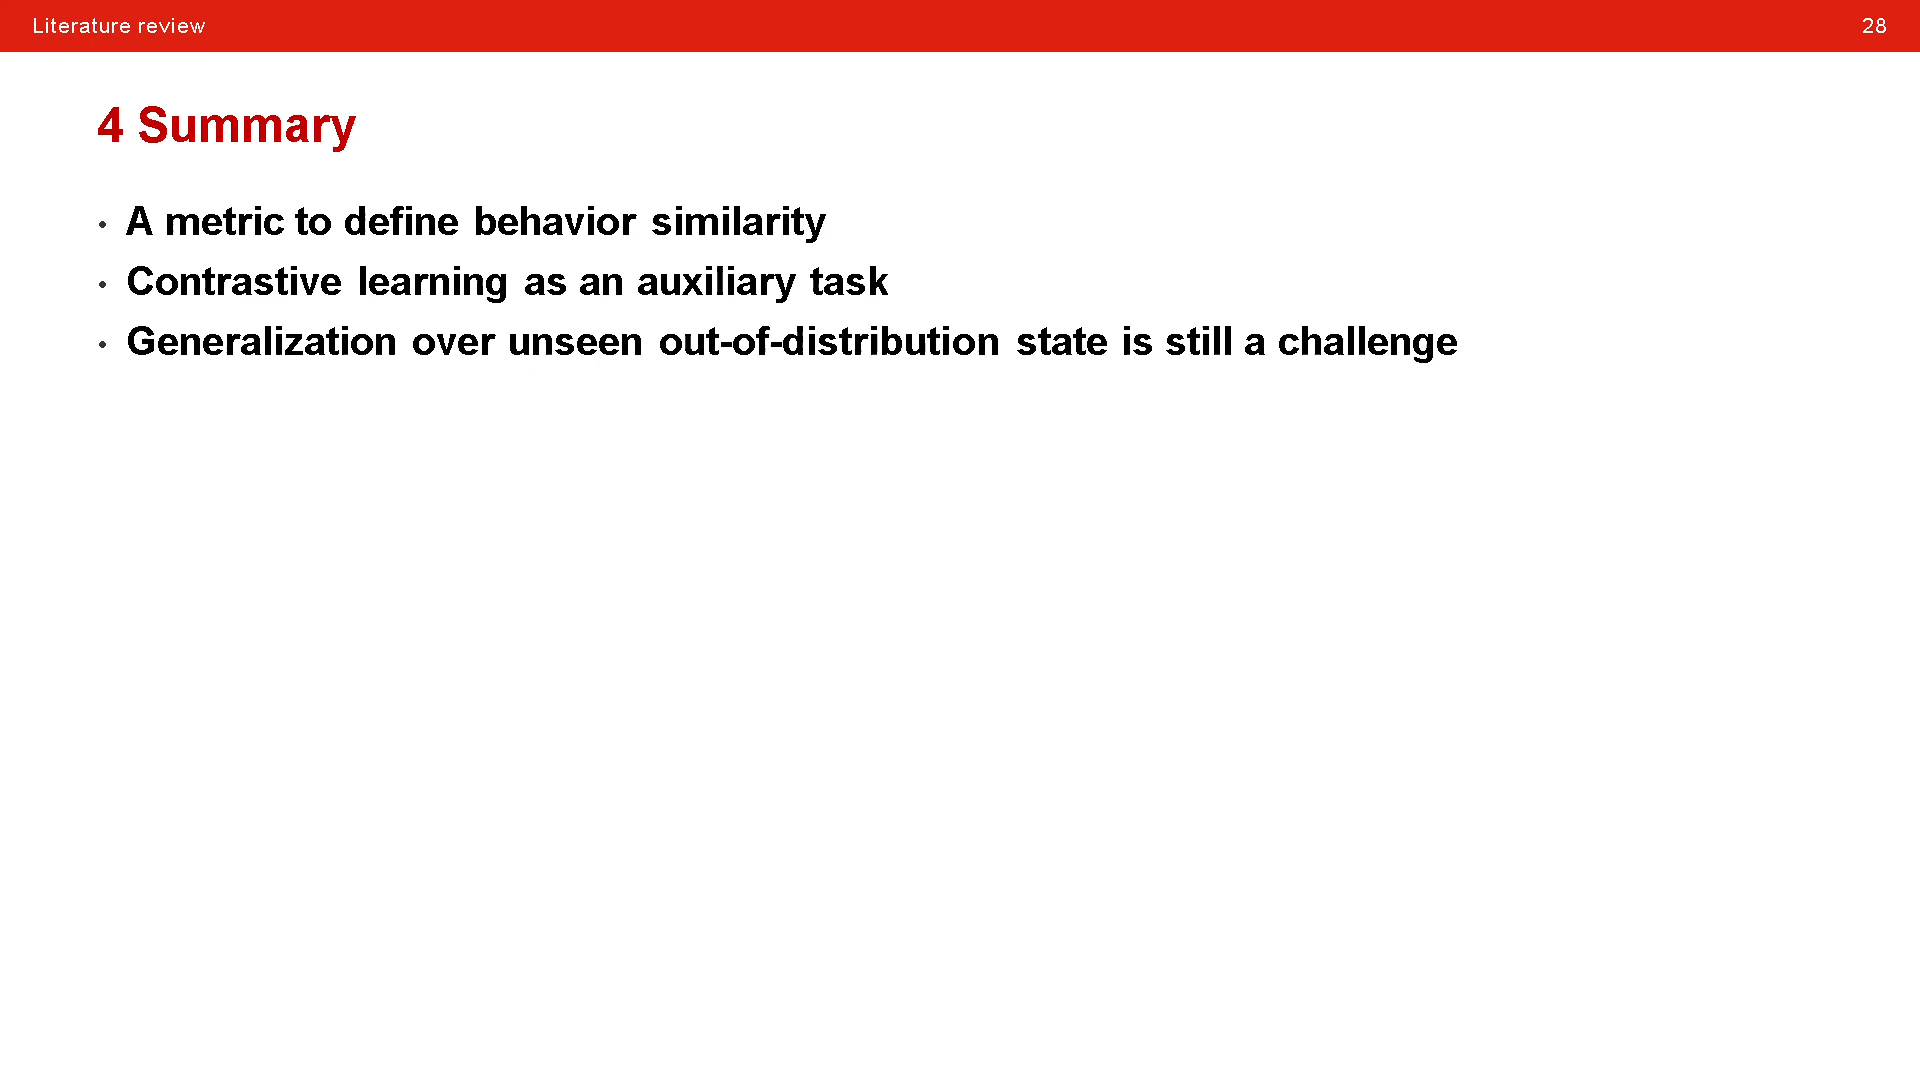 Literature review 28
4 Summary
• A metric to define behavior similarity
• Contrastive learning as an auxiliary task
• Generalization over unseen out-of-distribution state is still a challenge